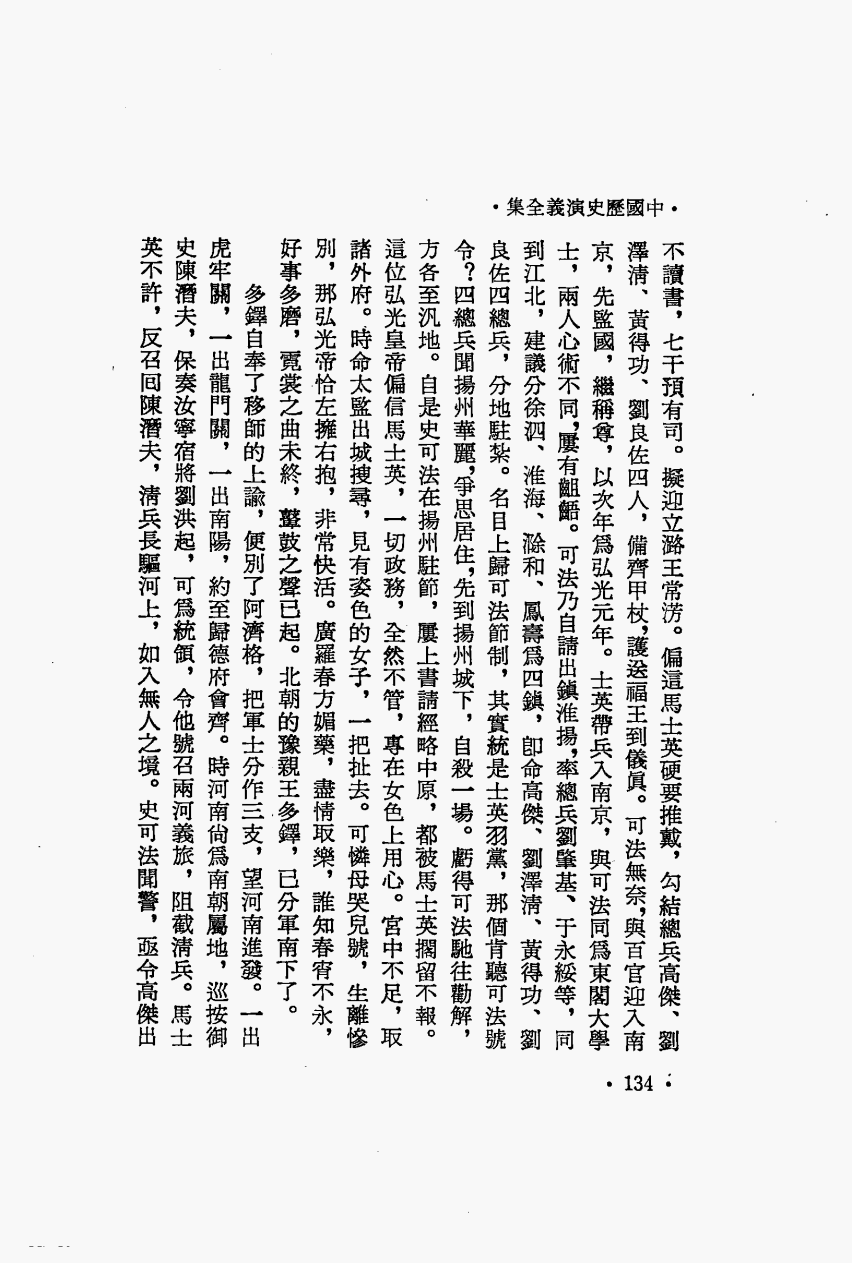 ·中國歷史演義全集·
不讀書，七干預有司。擬迎立潞王常淓。偏這馬士英硬要推戴，勾結總兵高傑、劉
澤清、黃得功、劉良佐四人，備齊甲杖，護送福王到儀眞。可法無奈，與百官迎入南
京，先監國，繼稱尊，以次年爲弘光元年。士英帶兵入南京，與可法同爲東閣大學
士，兩人心術不同，屢有齟齬。可法乃自請出鎭淮揚，率總兵劉肇基、于永綏等，同
到江北，建議分徐泗、淮海、滁和、鳳壽爲四鎭，卽命高傑、劉澤清、黃得功、劉
良佐四總兵，分地駐紮。名目上歸可法節制，其實統是士英羽黨，那個肯聽可法號
令？四總兵聞揚州華麗，爭思居住，先到揚州城下，自殺一場。虧得可法馳往勸解，
方各至汛地。自是史可法在揚州駐節，屢上書請經略中原，都被馬士英擱留不報。
這位弘光皇帝偏信馬士英，一切政務，全然不管，專在女色上用心。宮中不足，取
諸外府。時命太監出城搜尋，見有姿色的女子，一把扯去。可憐母哭兒號，生離慘
別，那弘光帝恰左擁右抱，非常快活。廣羅春方媚藥，盡情取樂，誰知春宵不永，
好事多磨，霓裳之曲未終，鼙鼓之聲已起。北朝的豫親王多鐸，已分軍南下了。
多鐸自奉了移師的上諭，便別了阿濟格，把軍士分作三支，望河南進發。一出
虎牢關，一出龍門關，一出南陽，約至歸德府會齊。時河南尙爲南朝屬地，巡按御
史陳潛夫，保奏汝寧宿將劉洪起，可爲統領，令他號召兩河義旅，阻截清兵。馬士
英不許，反召囘陳潛夫，清兵長驅河上，如入無人之境。史可法聞警，亟令高傑出
·134·